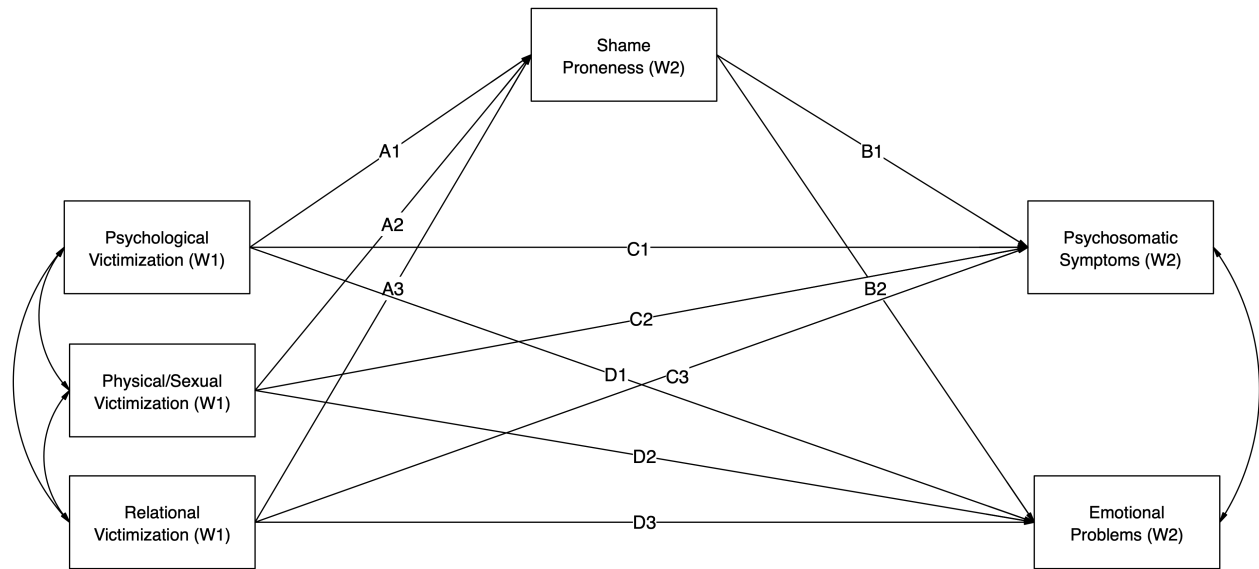 Shame
Proneness (W2)
A1
B1
Psychological
Victimization (W1)
A2
C1
Psychosomatic
Symptoms (W2)
A3
B2
C2
Physical/Sexual
Victimization (W1)
D1
C3
D2
Relational
Victimization (W1)
D3
Emotional
Problems (W2)